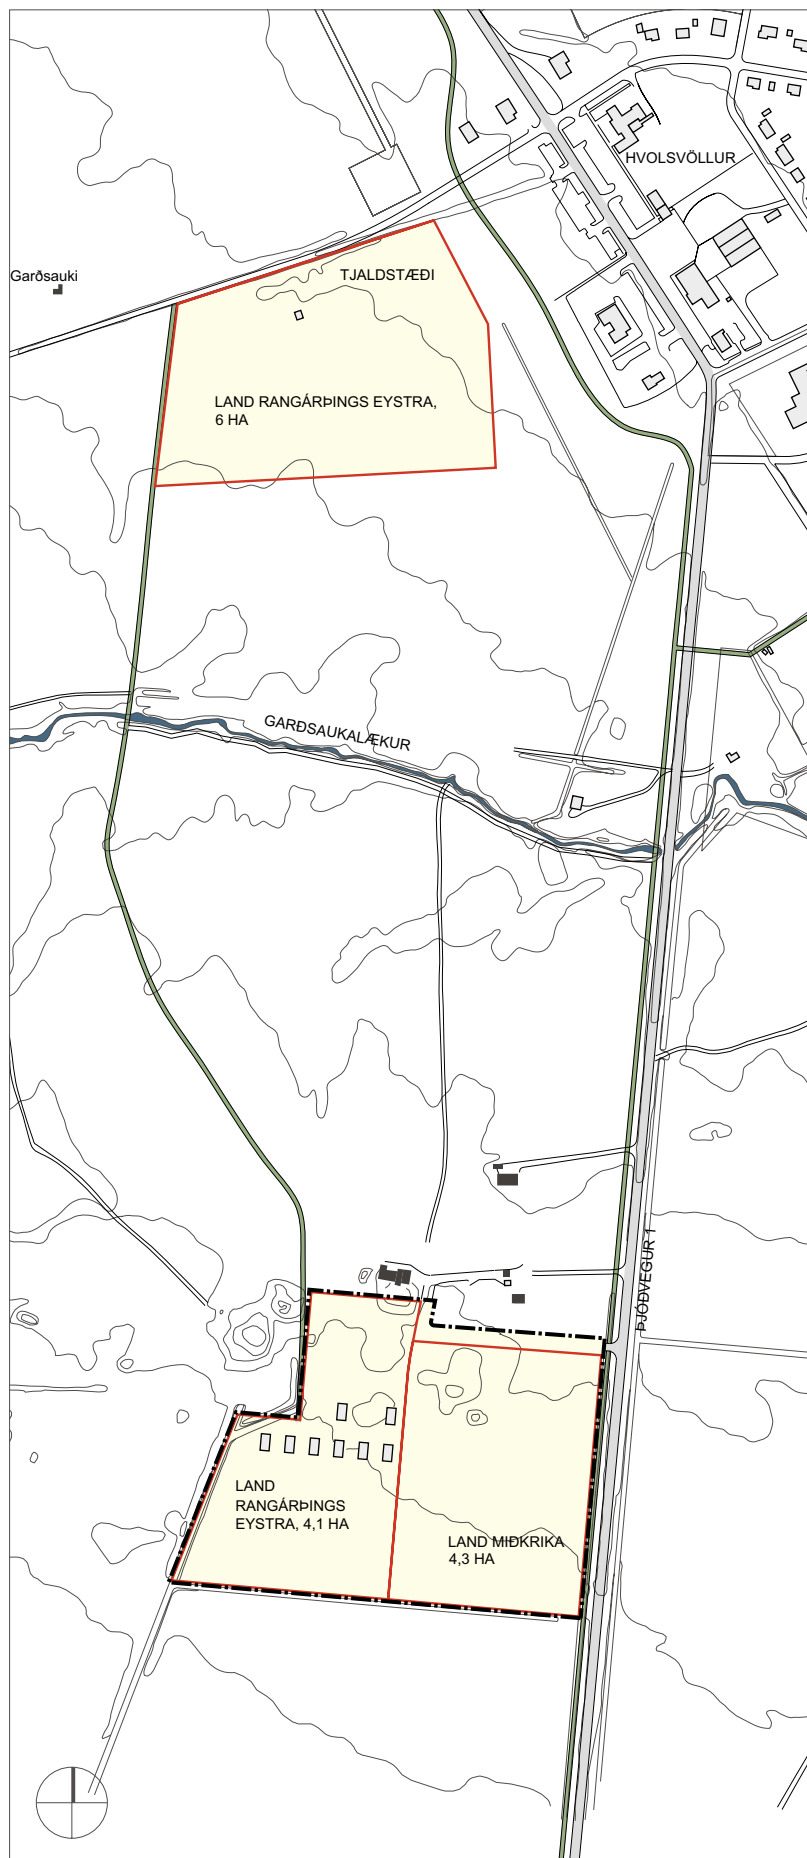 HVOLSVÖLLUR
Garðsauki
TJALDSTÆÐI
LAND RANGÁRÞINGS EYSTRA,
6 HA
GARÐSAUKALÆKUR
ÞJÓÐVEGUR 1
LAND
RANGÁRÞINGS
EYSTRA, 4,1 HA
LAND MIÐKRIKA
4,3 HA